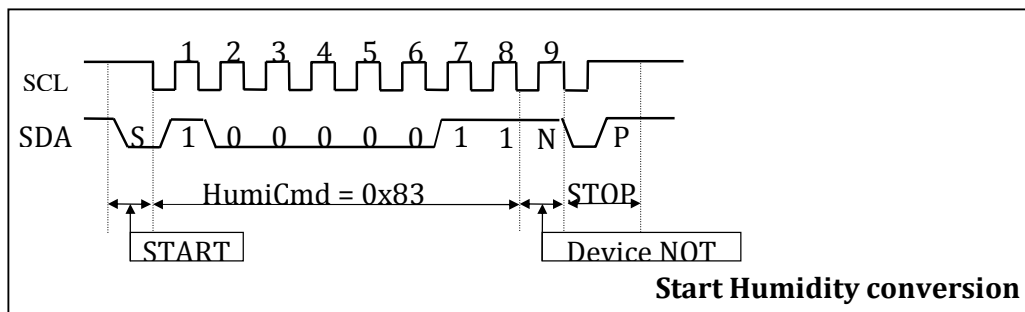 1 2 3 4 5 6 7 8 9
SCL
SDA S 1 0 0 0 0 0 1 1 N P
HumiCmd = 0x83 STOP
START Device NOT
Start Humidity conversion